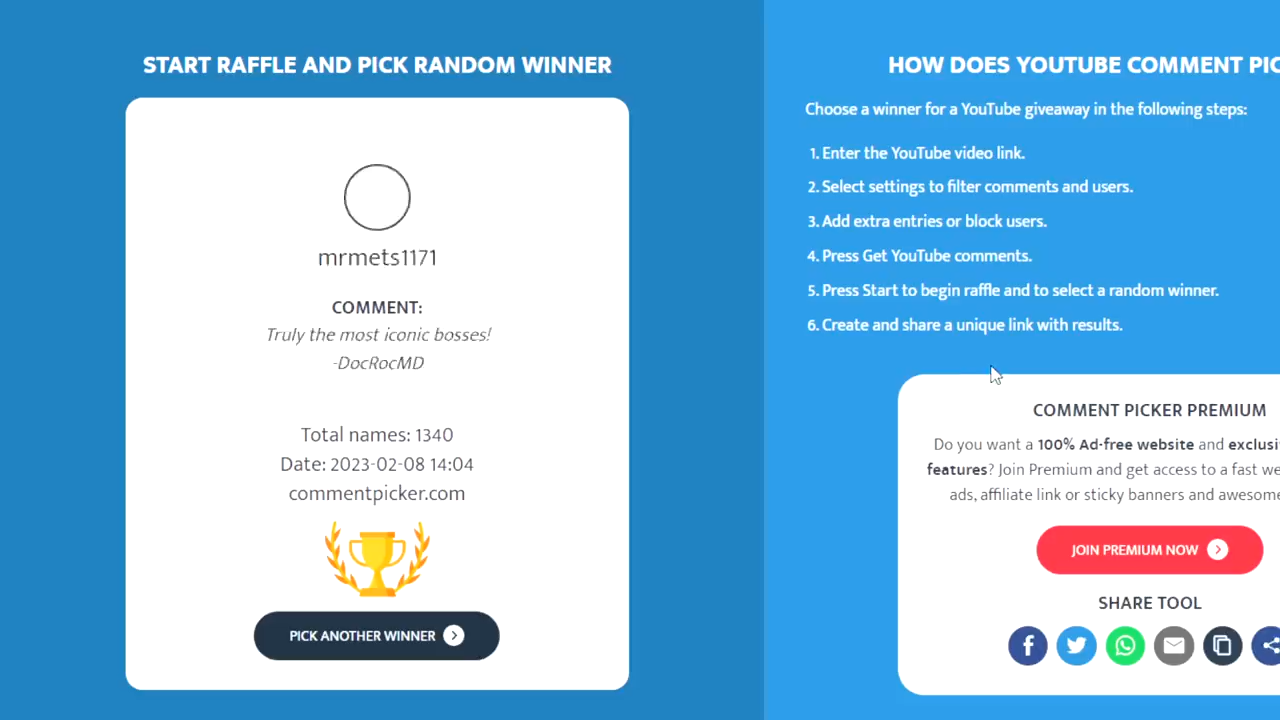 START RAFFLE AND PICK RANDOM WINNER
mrmets1171
COMMENT:
Truly the most iconic bosses!
-DocRocMD
Total names: 1340
Date: 2023-02-08 14:04
commentpicker.com
PICK ANOTHER WINNER
HOW DOES YOUTUBE COMMENT PIC
Choose a winner for a YouTube giveaway in the following steps:
1. Enter the YouTube video link.
2. Select settings to filter comments and users.
3. Add extra entries or block users.
4. Press Get YouTube comments.
5. Press Start to begin raffle and to select a random winner.
6. Create and share a unique link with results.
COMMENT PICKER PREMIUM
Do you want a 100% Ad-free website and exclusi
features? Join Premium and get access to a fast we
ads, affiliate link or sticky banners and awesome
JOIN PREMIUM NOW
SHARE TOOL